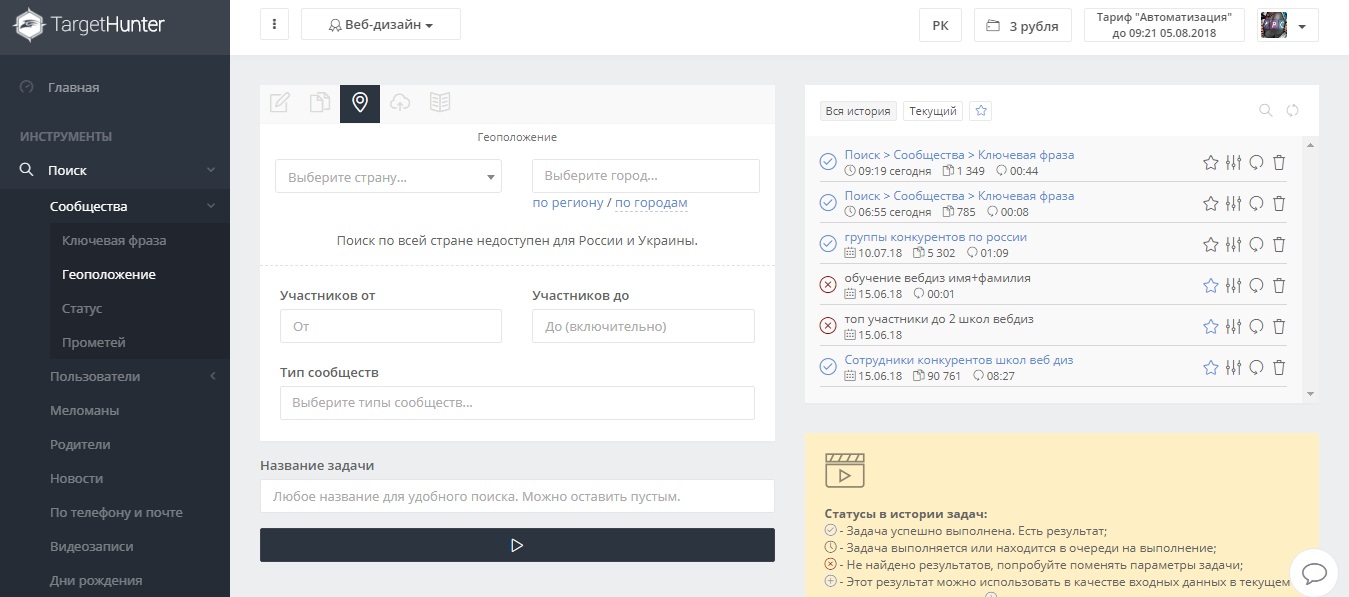 TargetHunter
Веб-дизайн
РК
3 рубля
Тариф "Автоматизация"
до 09:21 05.08.2018
Главная
ИНСТРУМЕНТЫ
Поиск
Сообщества
Ключевая фраза
Геоположение
Статус
Прометей
Пользователи
Меломаны
Родители
Новости
По телефону и почте
Видеозаписи
Дни рождения
Геоположение
Выберите страну...
Выберите город...
по региону / по городам
Поиск по всей стране недоступен для России и Украины.
Участников от
Участников до
От
До (включительно)
Тип сообществ
Выберите типы сообществ...
Название задачи
Любое название для удобного поиска. Можно оставить пустым.
Вся история
Текущий
Поиск > Сообщества > Ключевая фраза
09:19 сегодня 1 349 00:44
Поиск > Сообщества > Ключевая фраза
06:55 сегодня 785 00:08
группы конкурентов по россии
10.07.18 5 302 01:09
обучение вебдиз имя+фамилия
15.06.18 00:01
топ участники до 2 школ вебдиз
15.06.18
Сотрудники конкурентов школ веб диз
15.06.18 90 761 08:27
Статусы в истории задач:
- Задача успешно выполнена. Есть результат;
- Задача выполняется или находится в очереди на выполнение;
- Не найдено результатов, попробуйте поменять параметры задачи;
- Этот результат можно использовать в качестве входных данных в текущем